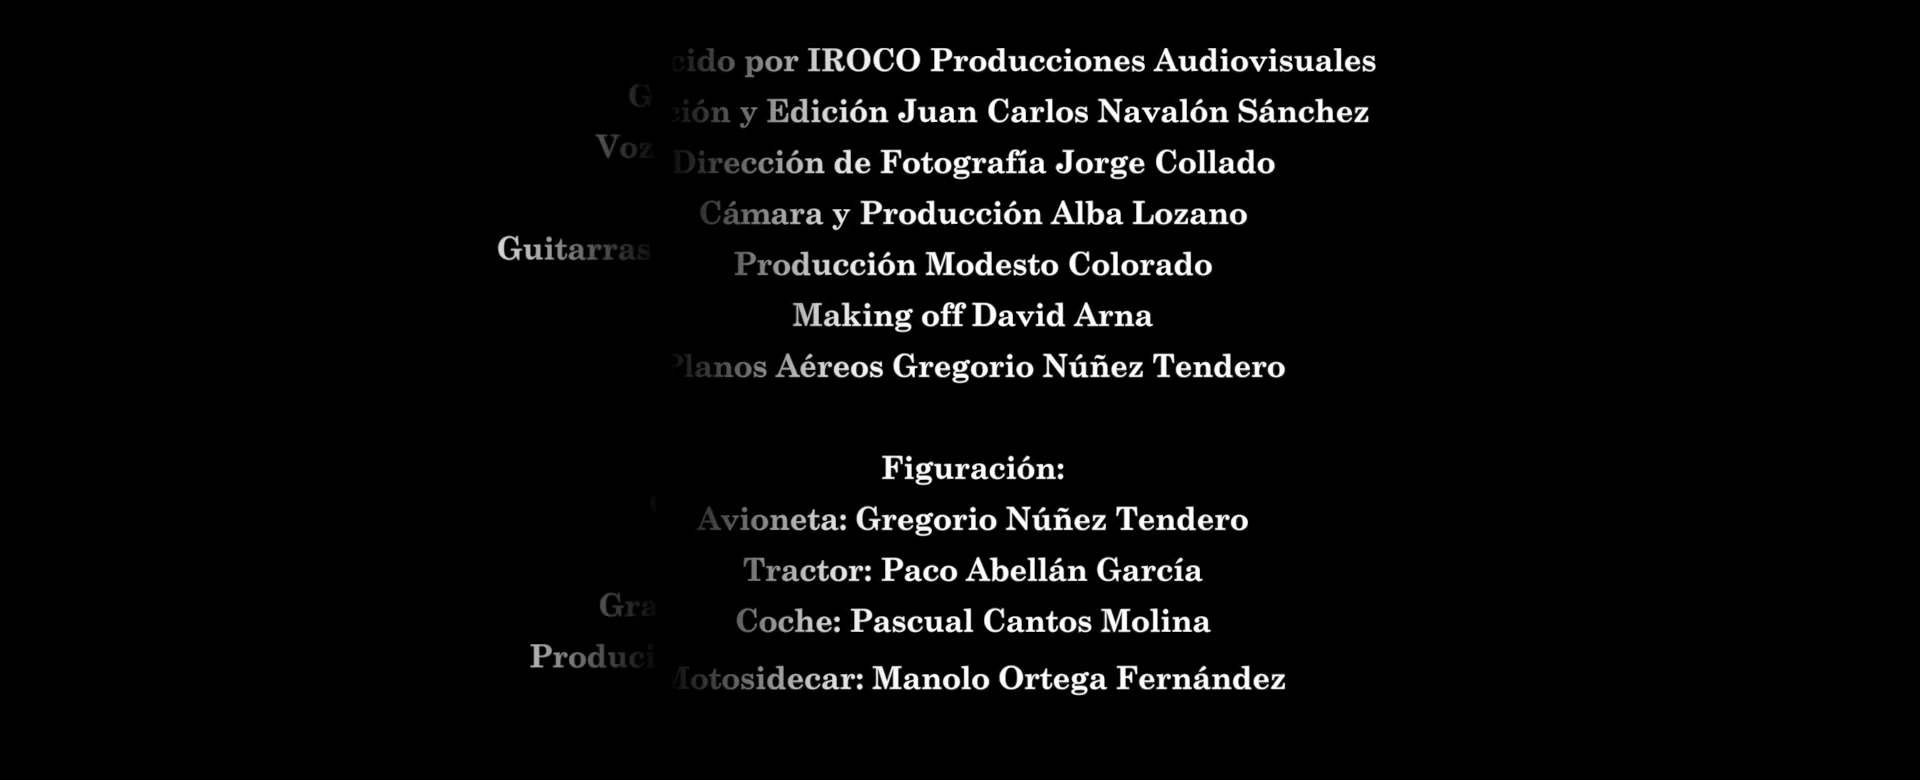 por IROCO Producciones Audiovisuales
y Edición Juan Carlos Navalón Sánchez
Voz
Dirección de Fotografía Jorge Collado
Cámara y Producción Alba Lozano
Guitarras
Producción Modesto Colorado
Making off David Arna
Planos Aéreos Gregorio Núñez Tendero
Figuración:
Avioneta: Gregorio Núñez Tendero
Tractor: Paco Abellán García
Coche: Pascual Cantos Molina
Motosidecar: Manolo Ortega Fernández